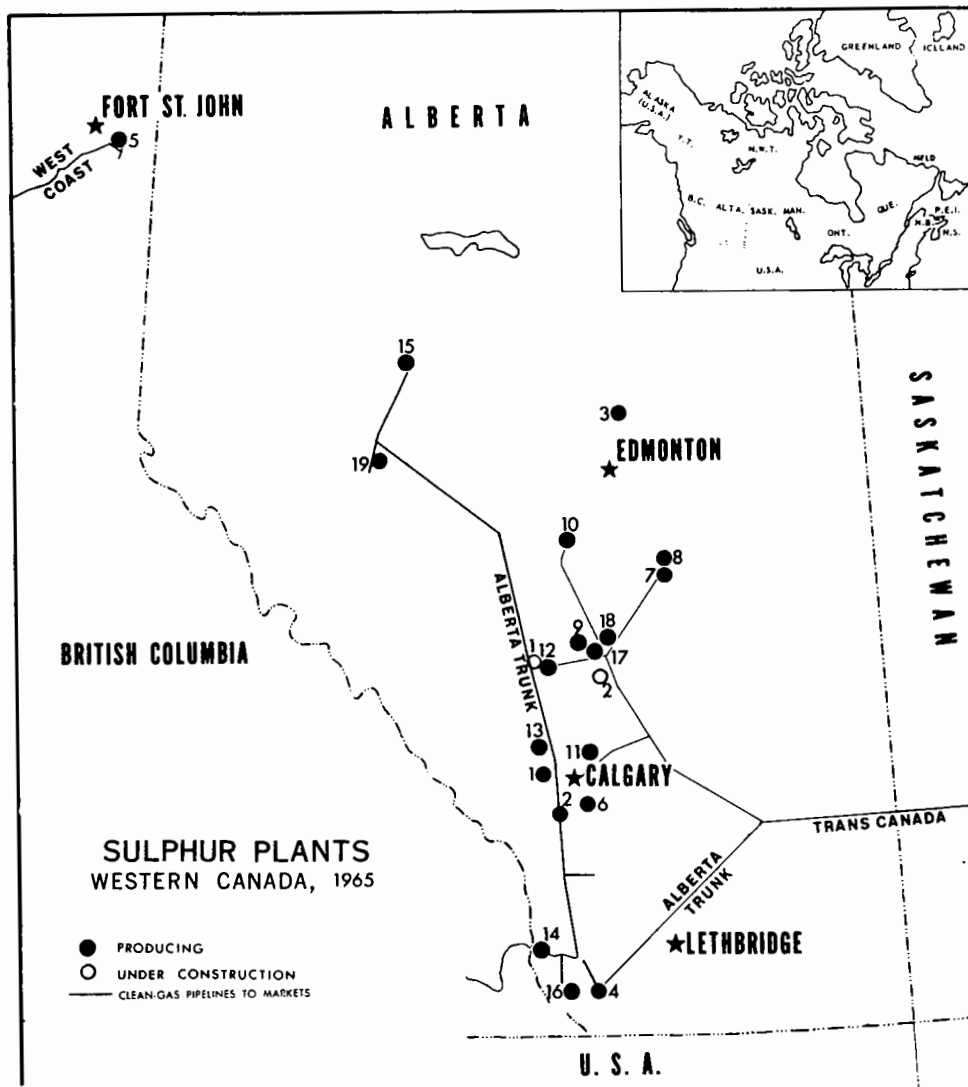 GREENLAND ICLLAND
ALASKA
(U.S.A.)
Y.T.
N.W.T.
NFLD
B.C. ALTA. SASK. MAN.
ONT.
QUE.
P.E.I.
N.B.
N.S.
U.S.A.
FORT ST. JOHN
5
WEST
COAST
ALBERTA
15
3
EDMONTON
19
SASKATCHEWAN
10
8
7
ALBERTA TRUNK
18
9
1
12
17
2
BRITISH COLUMBIA
13
11
1
CALGARY
2
6
TRANS CANADA
ALBERTA
TRUNK
SULPHUR PLANTS
WESTERN CANADA, 1965
PRODUCING
UNDER CONSTRUCTION
CLEAN-GAS PIPELINES TO MARKETS
14
LETHBRIDGE
16
4
U. S. A.